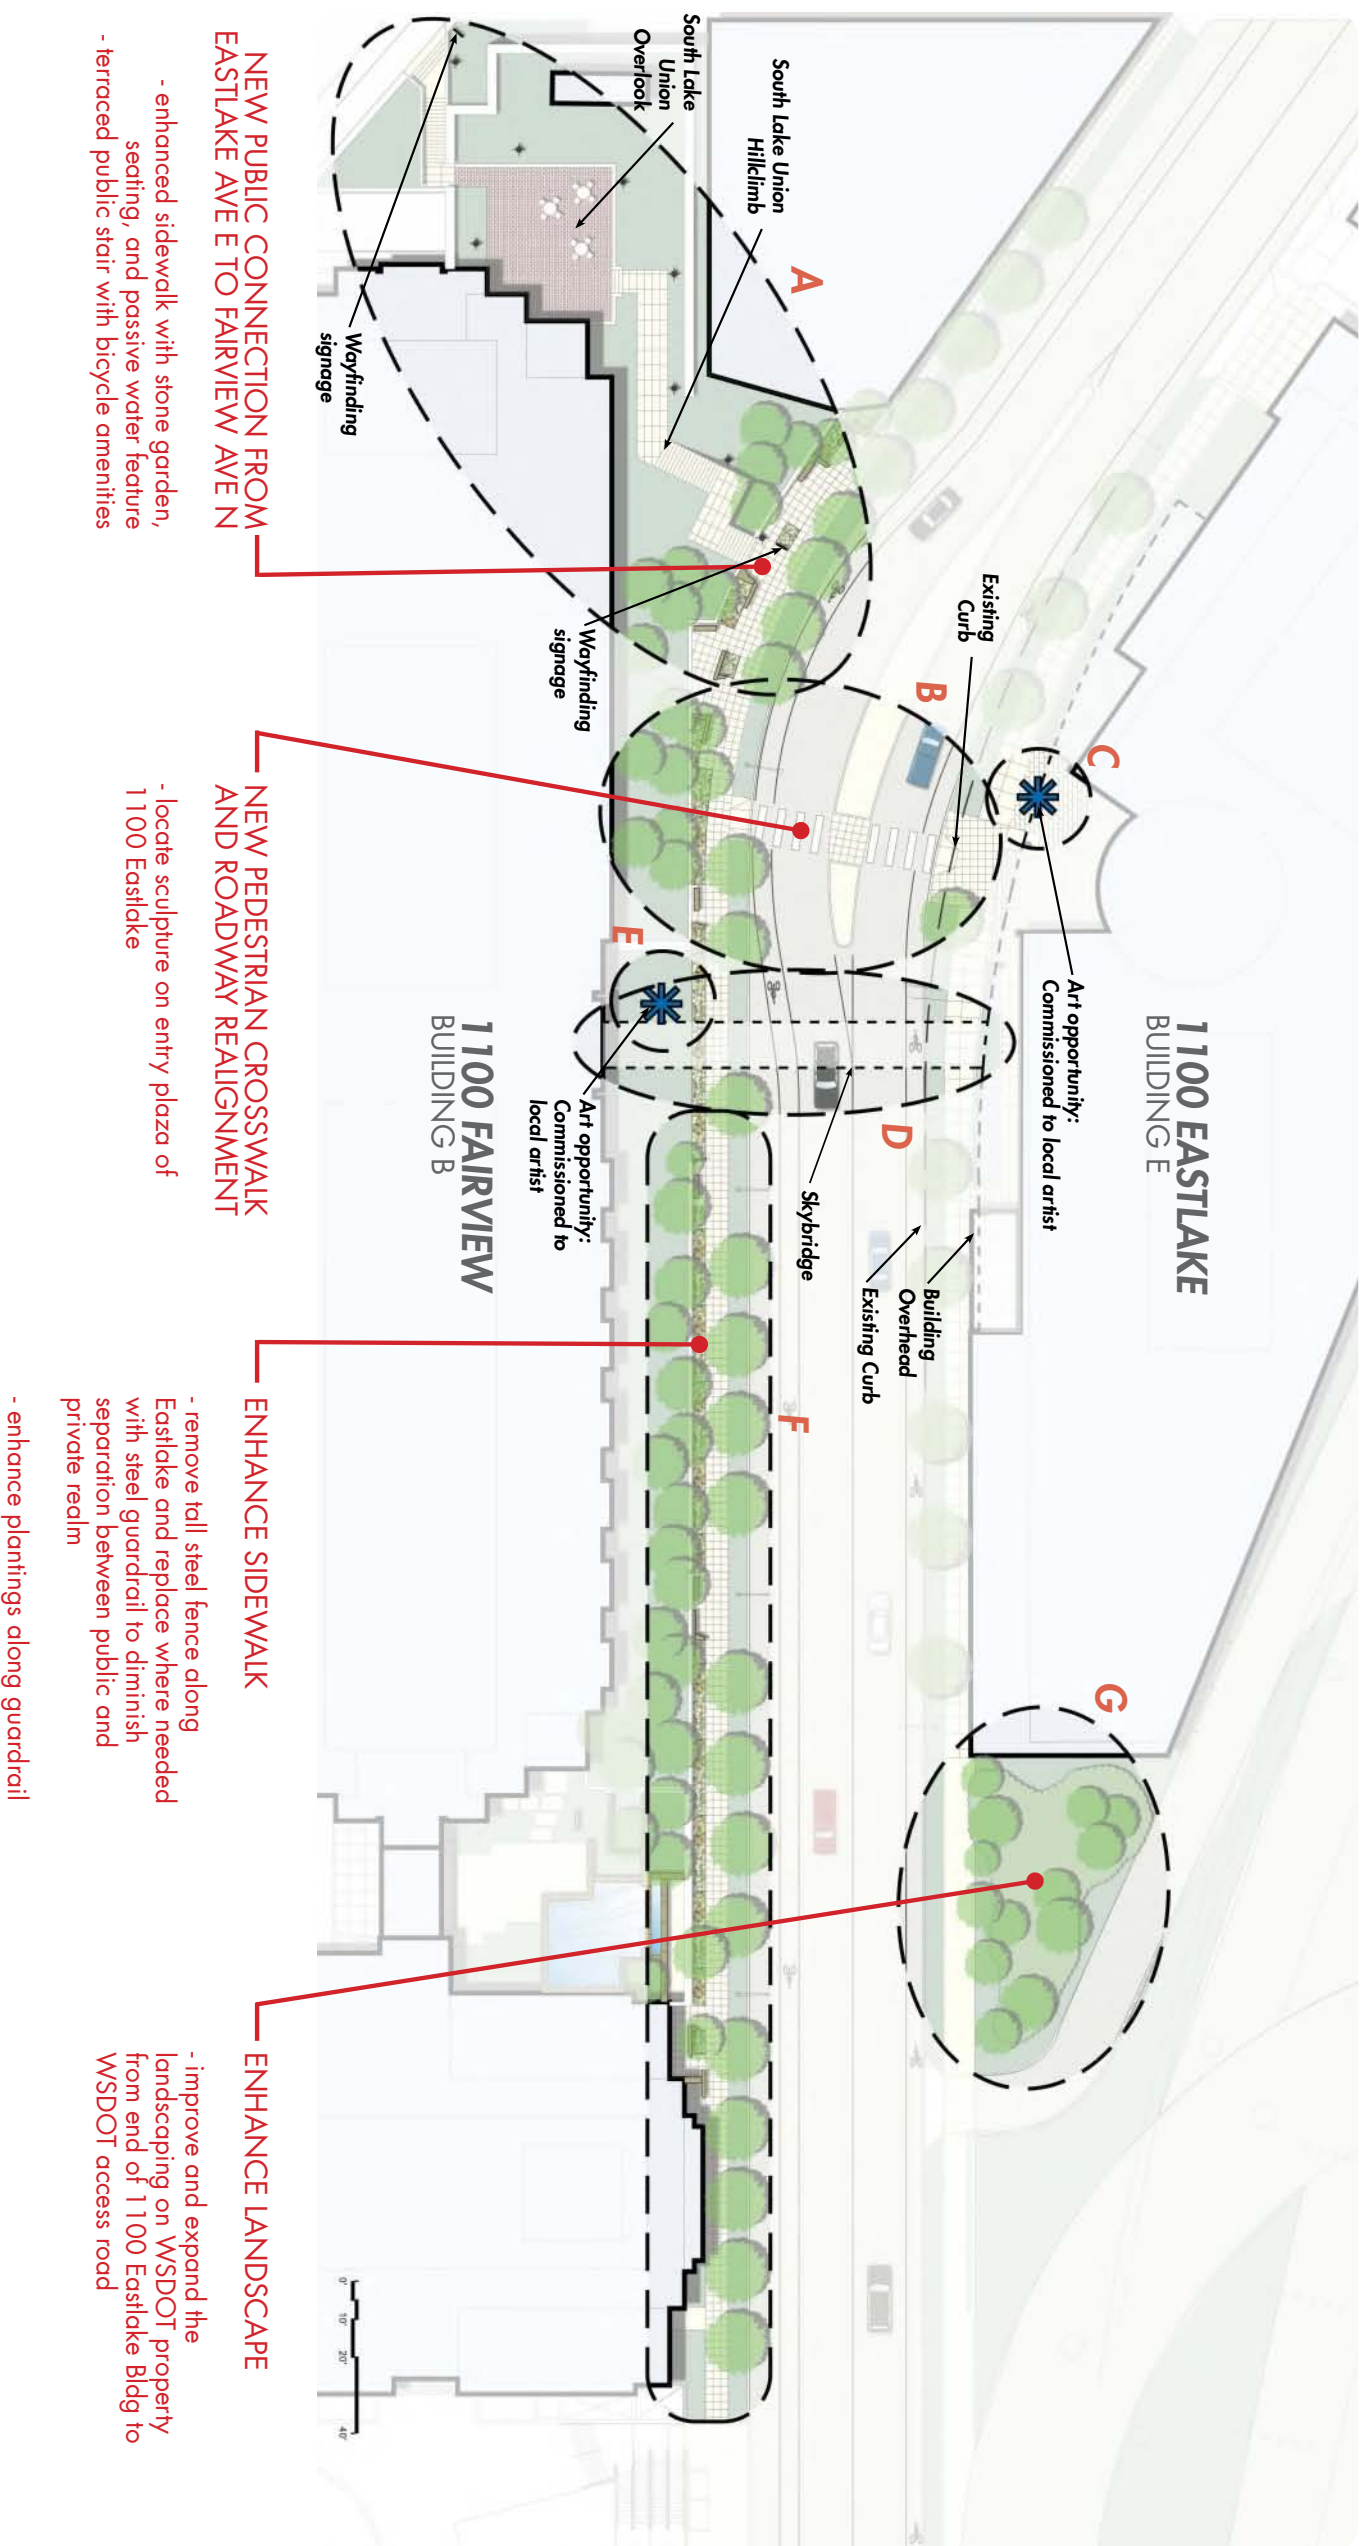 1100 EASTLAKE
BUILDING E
G
C
Art opportunity:
Commissioned to local artist
Existing
Curb
B
Building
Overhead
Existing Curb
D
Skybridge
A
F
South Lake Union
Hillclimb
South Lake
Union
Overlook
E
Wayfinding
signage
Art opportunity:
Commissioned to
local artist
1100 FAIRVIEW
BUILDING B
Wayfinding
signage
0'
10'
20'
40'
NEW PUBLIC CONNECTION FROM
EASTLAKE AVE E TO FAIRVIEW AVE N
- enhanced sidewalk with stone garden,
seating, and passive water feature
- terraced public stair with bicycle amenities
NEW PEDESTRIAN CROSSWALK
AND ROADWAY REALIGNMENT
- locate sculpture on entry plaza of
1100 Eastlake
ENHANCE SIDEWALK
- remove tall steel fence along
Eastlake and replace where needed
with steel guardrail to diminish
separation between public and
private realm
- enhance plantings along guardrail
ENHANCE LANDSCAPE
- improve and expand the
landscaping on WSDOT property
from end of 1100 Eastlake Bldg to
WSDOT access road